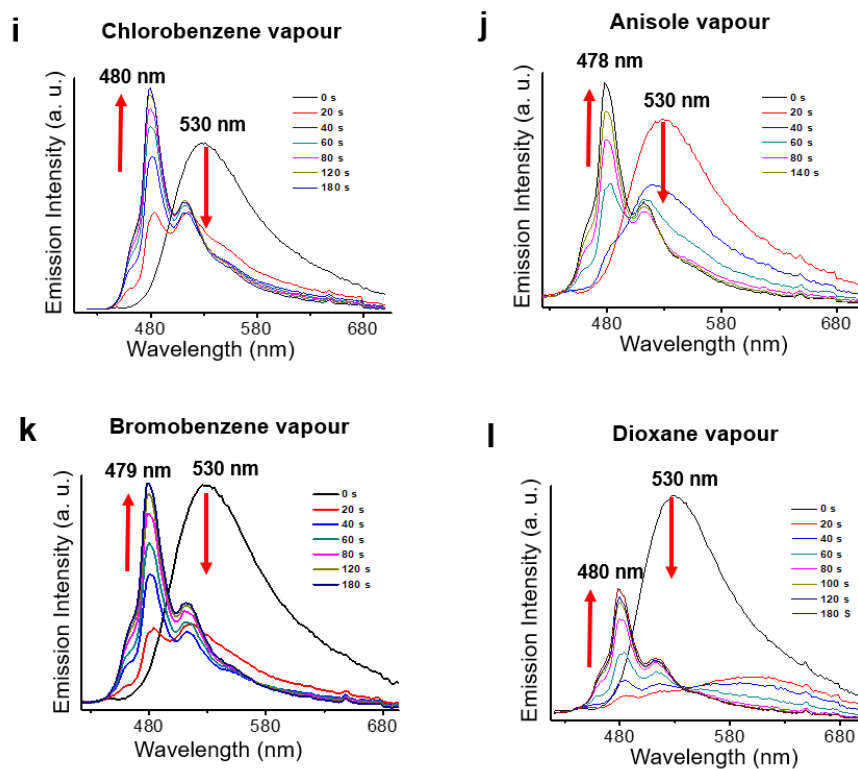 i
Chlorobenzene vapour
480 nm
530 nm
0 s
20 s
40 s
60 s
80 s
120 s
180 s
Emission Intensity (a. u.)
480
580
680
Wavelength (nm)
j
Anisole vapour
478 nm
530 nm
0 s
20 s
40 s
60 s
80 s
140 s
Emission Intensity (a. u.)
480
580
680
Wavelength (nm)
k
Bromobenzene vapour
479 nm
530 nm
0 s
20 s
40 s
60 s
80 s
120 s
180 s
Emission Intensity (a. u.)
480
580
680
Wavelength (nm)
l
Dioxane vapour
530 nm
480 nm
0 s
20 s
40 s
60 s
80 s
100 s
120 s
180 S
Emission Intensity (a. u.)
480
580
680
Wavelength (nm)